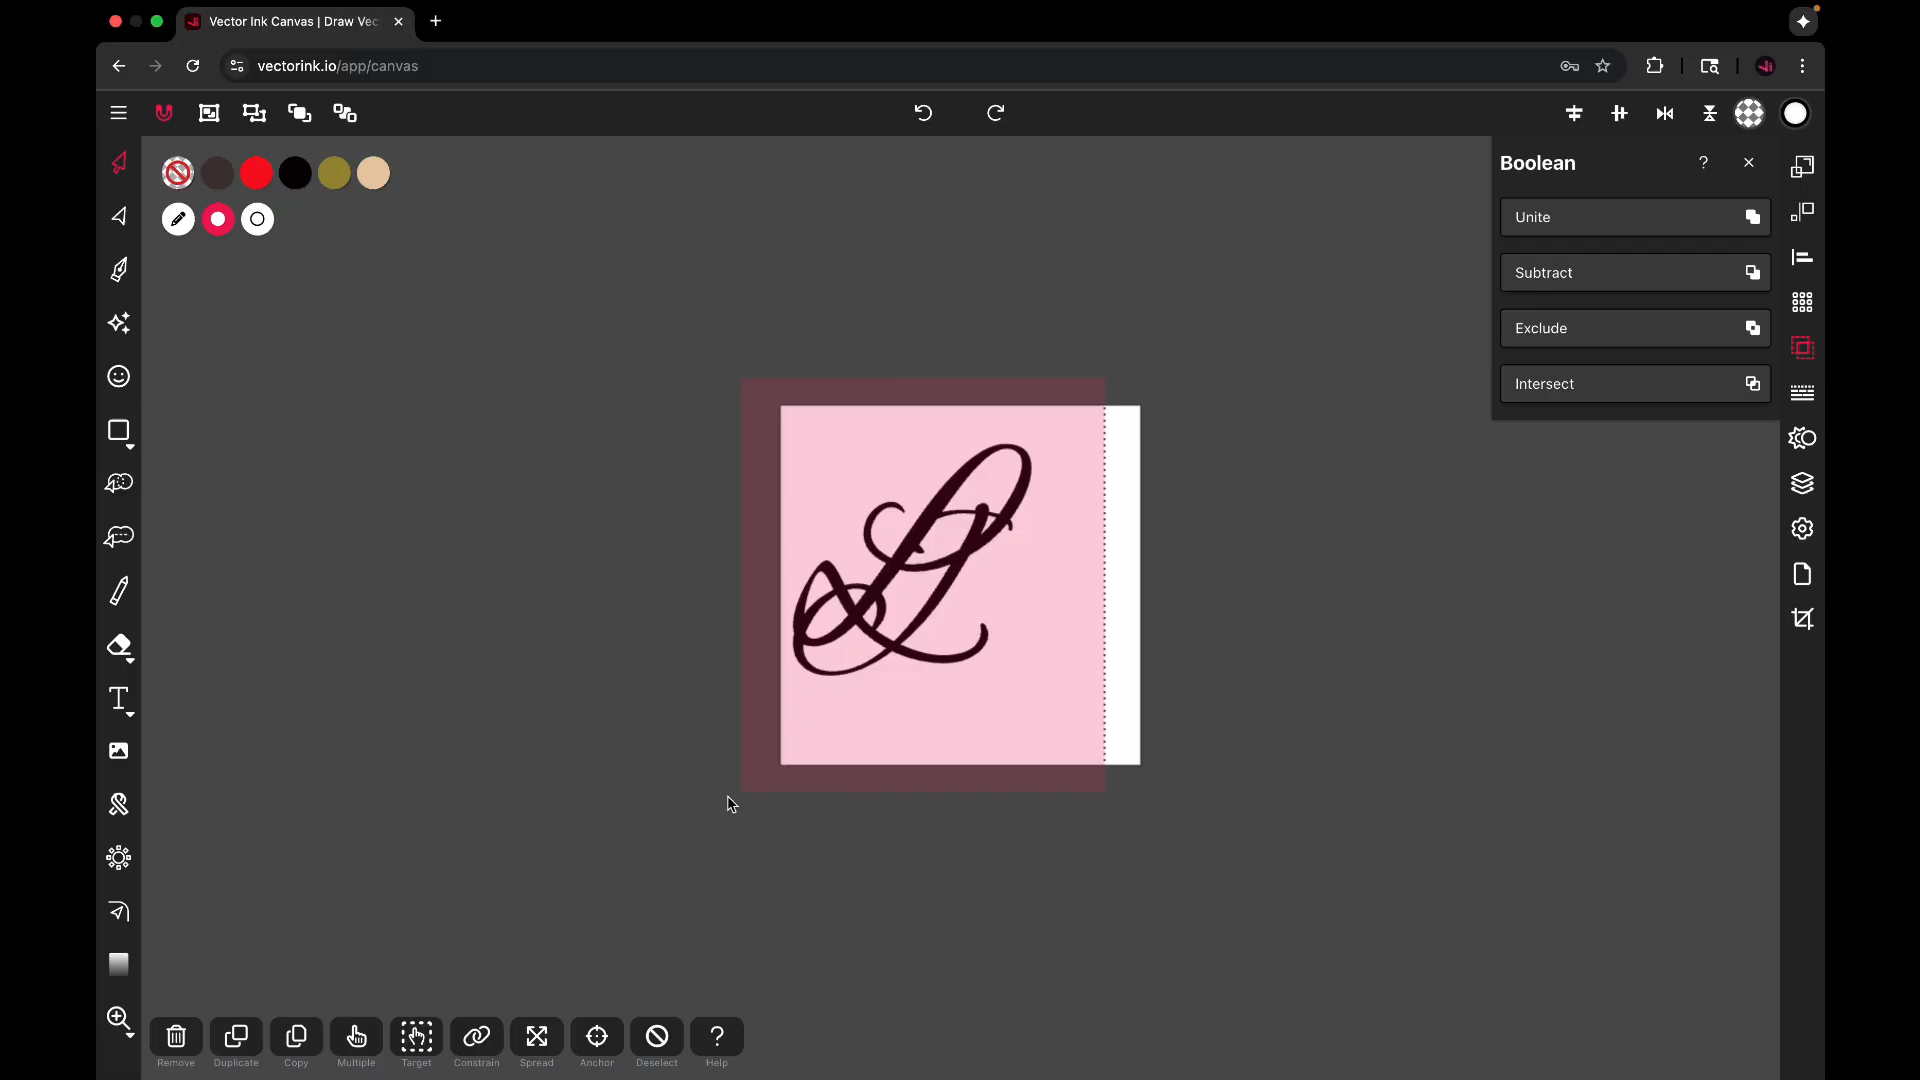 Vector Ink Canvas | Draw Vec
vectorink.io/app/canvas
Boolean
?
Unite
Subtract
Exclude
Intersect
T
Remove
Duplicate
Copy
Multiple
Target
Constrain
Spread
Anchor
Deselect
?
Help